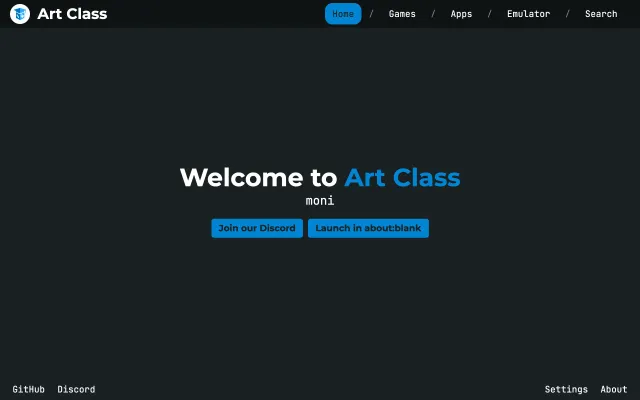 Art Class
Home / Games / Apps / Emulator / Search
Welcome to Art Class
moni
Join our Discord Launch in about:blank
GitHub Discord Settings About